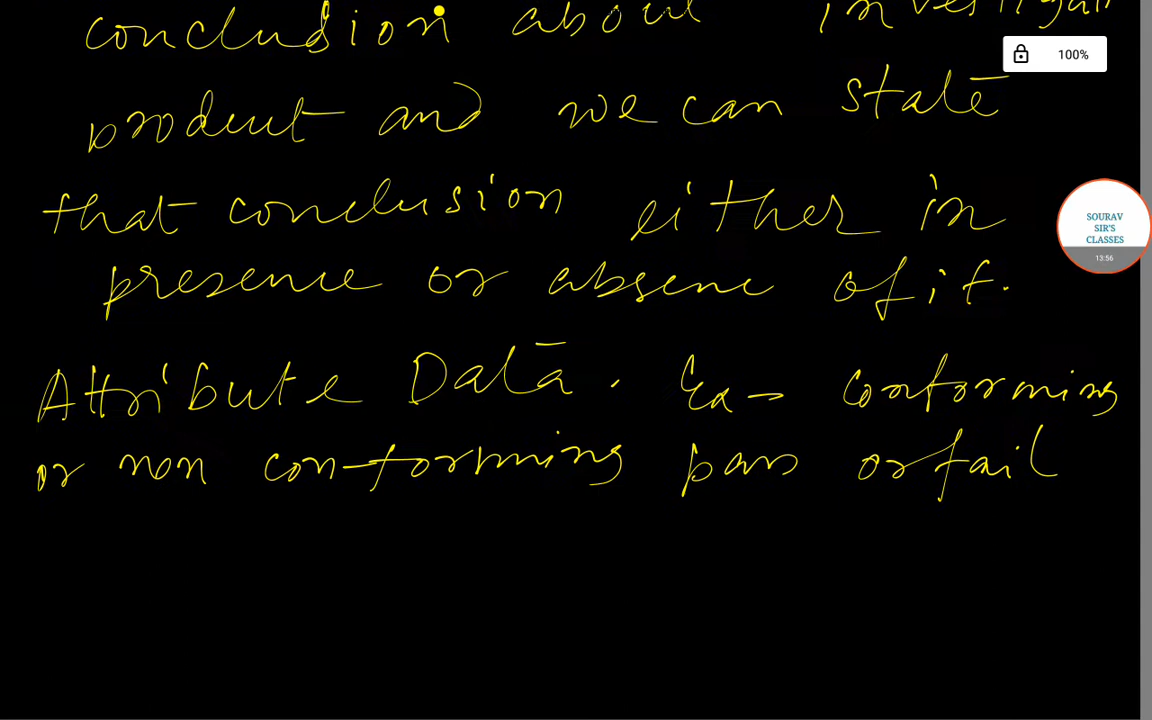 conclusion about investigati
100%
product and we can state
SOURAV
SIR'S
CLASSES
13:56
that conclusion either in
presence or absence of it.
Attribute Data. Ex- Conforming
or non conforming pass or fail